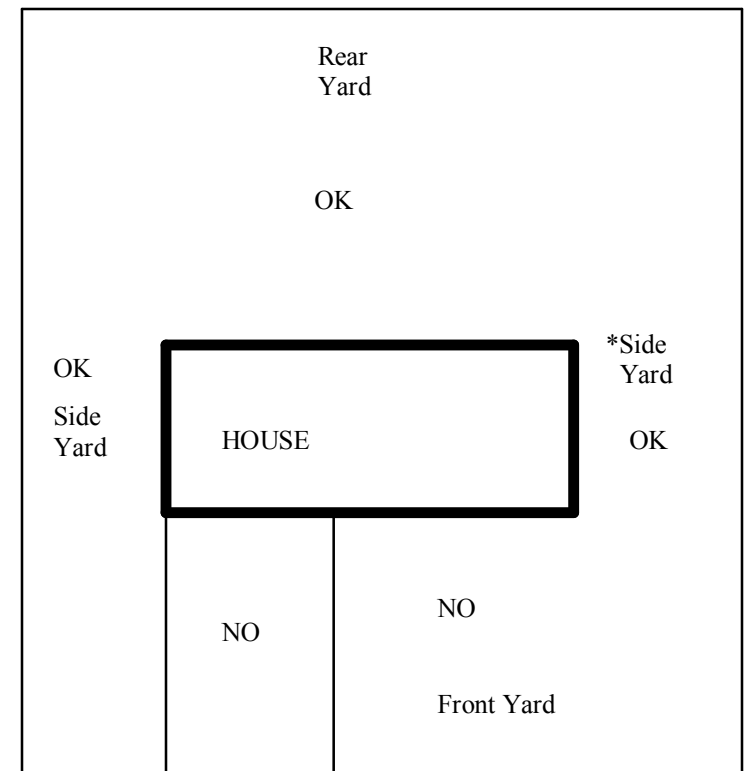 Rear
Yard
OK
*Side
Yard
OK
Side
Yard
HOUSE
OK
NO
NO
Front Yard